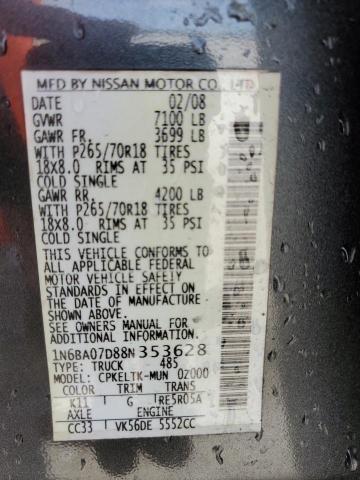 MFD BY NISSAN MOTOR CO., LTD
DATE 02/08
GVWR 7100 LB
GAWR FR. 3699 LB
WITH P265/70R18 TIRES
18X8.0 RIMS AT 35 PSI
COLD SINGLE
GAWR RR. 4200 LB
WITH P265/70R18 TIRES
18X8.0 RIMS AT 35 PSI
COLD SINGLE
THIS VEHICLE CONFORMS TO
ALL APPLICABLE FEDERAL
MOTOR VEHICLE SAFETY
STANDARDS IN EFFECT ON
THE DATE OF MANUFACTURE
SHOWN ABOVE.
SEE OWNERS MANUAL FOR
ADDITIONAL INFORMATION.
1N6BA07D88N353628
TYPE: TRUCK 485
MODEL: CPKELTK-MUN 0Z000
COLOR TRIM TRANS
K11 G RE5R05A
AXLE ENGINE
CC33 VK56DE 5552CC